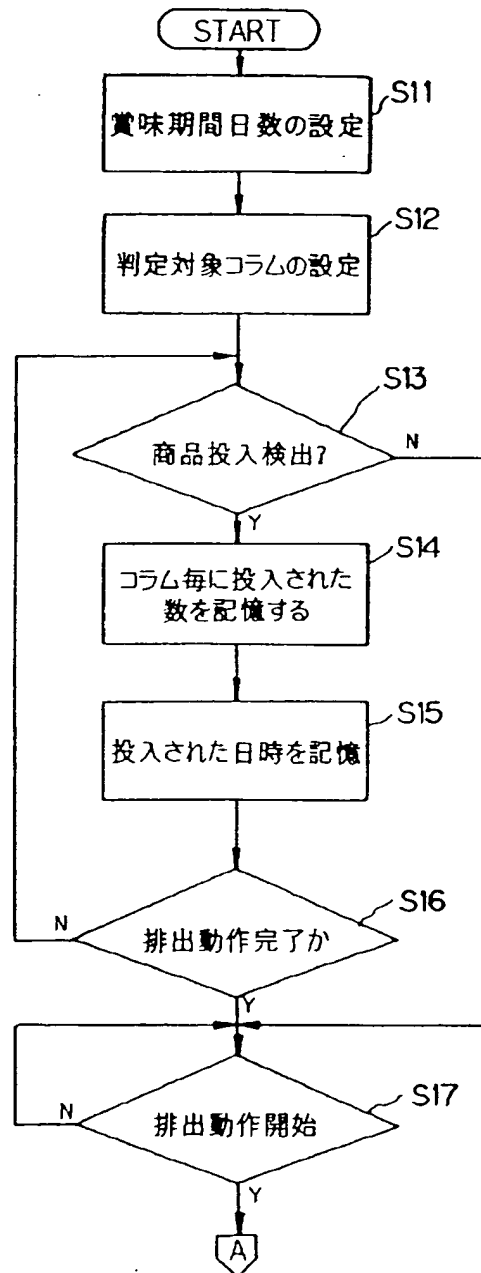 START
S11
賞味期間日数の設定
S12
判定対象コラムの設定
S13
商品投入検出?
N
Y
S14
コラム毎に投入された
数を記憶する
S15
投入された日時を記憶
S16
N
排出動作完了か
Y
S17
N
排出動作開始
Y
A